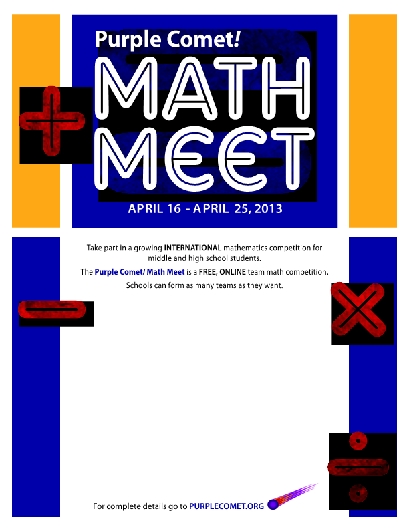 Purple Comet!
MATH
MEET
APRIL 16 - APRIL 25, 2013
Take part in a growing INTERNATIONAL mathematics competition for
middle and high school students.
The Purple Comet! Math Meet is a FREE, ONLINE team math competition.
Schools can form as many teams as they want.
For complete details go to PURPLECOMET.ORG